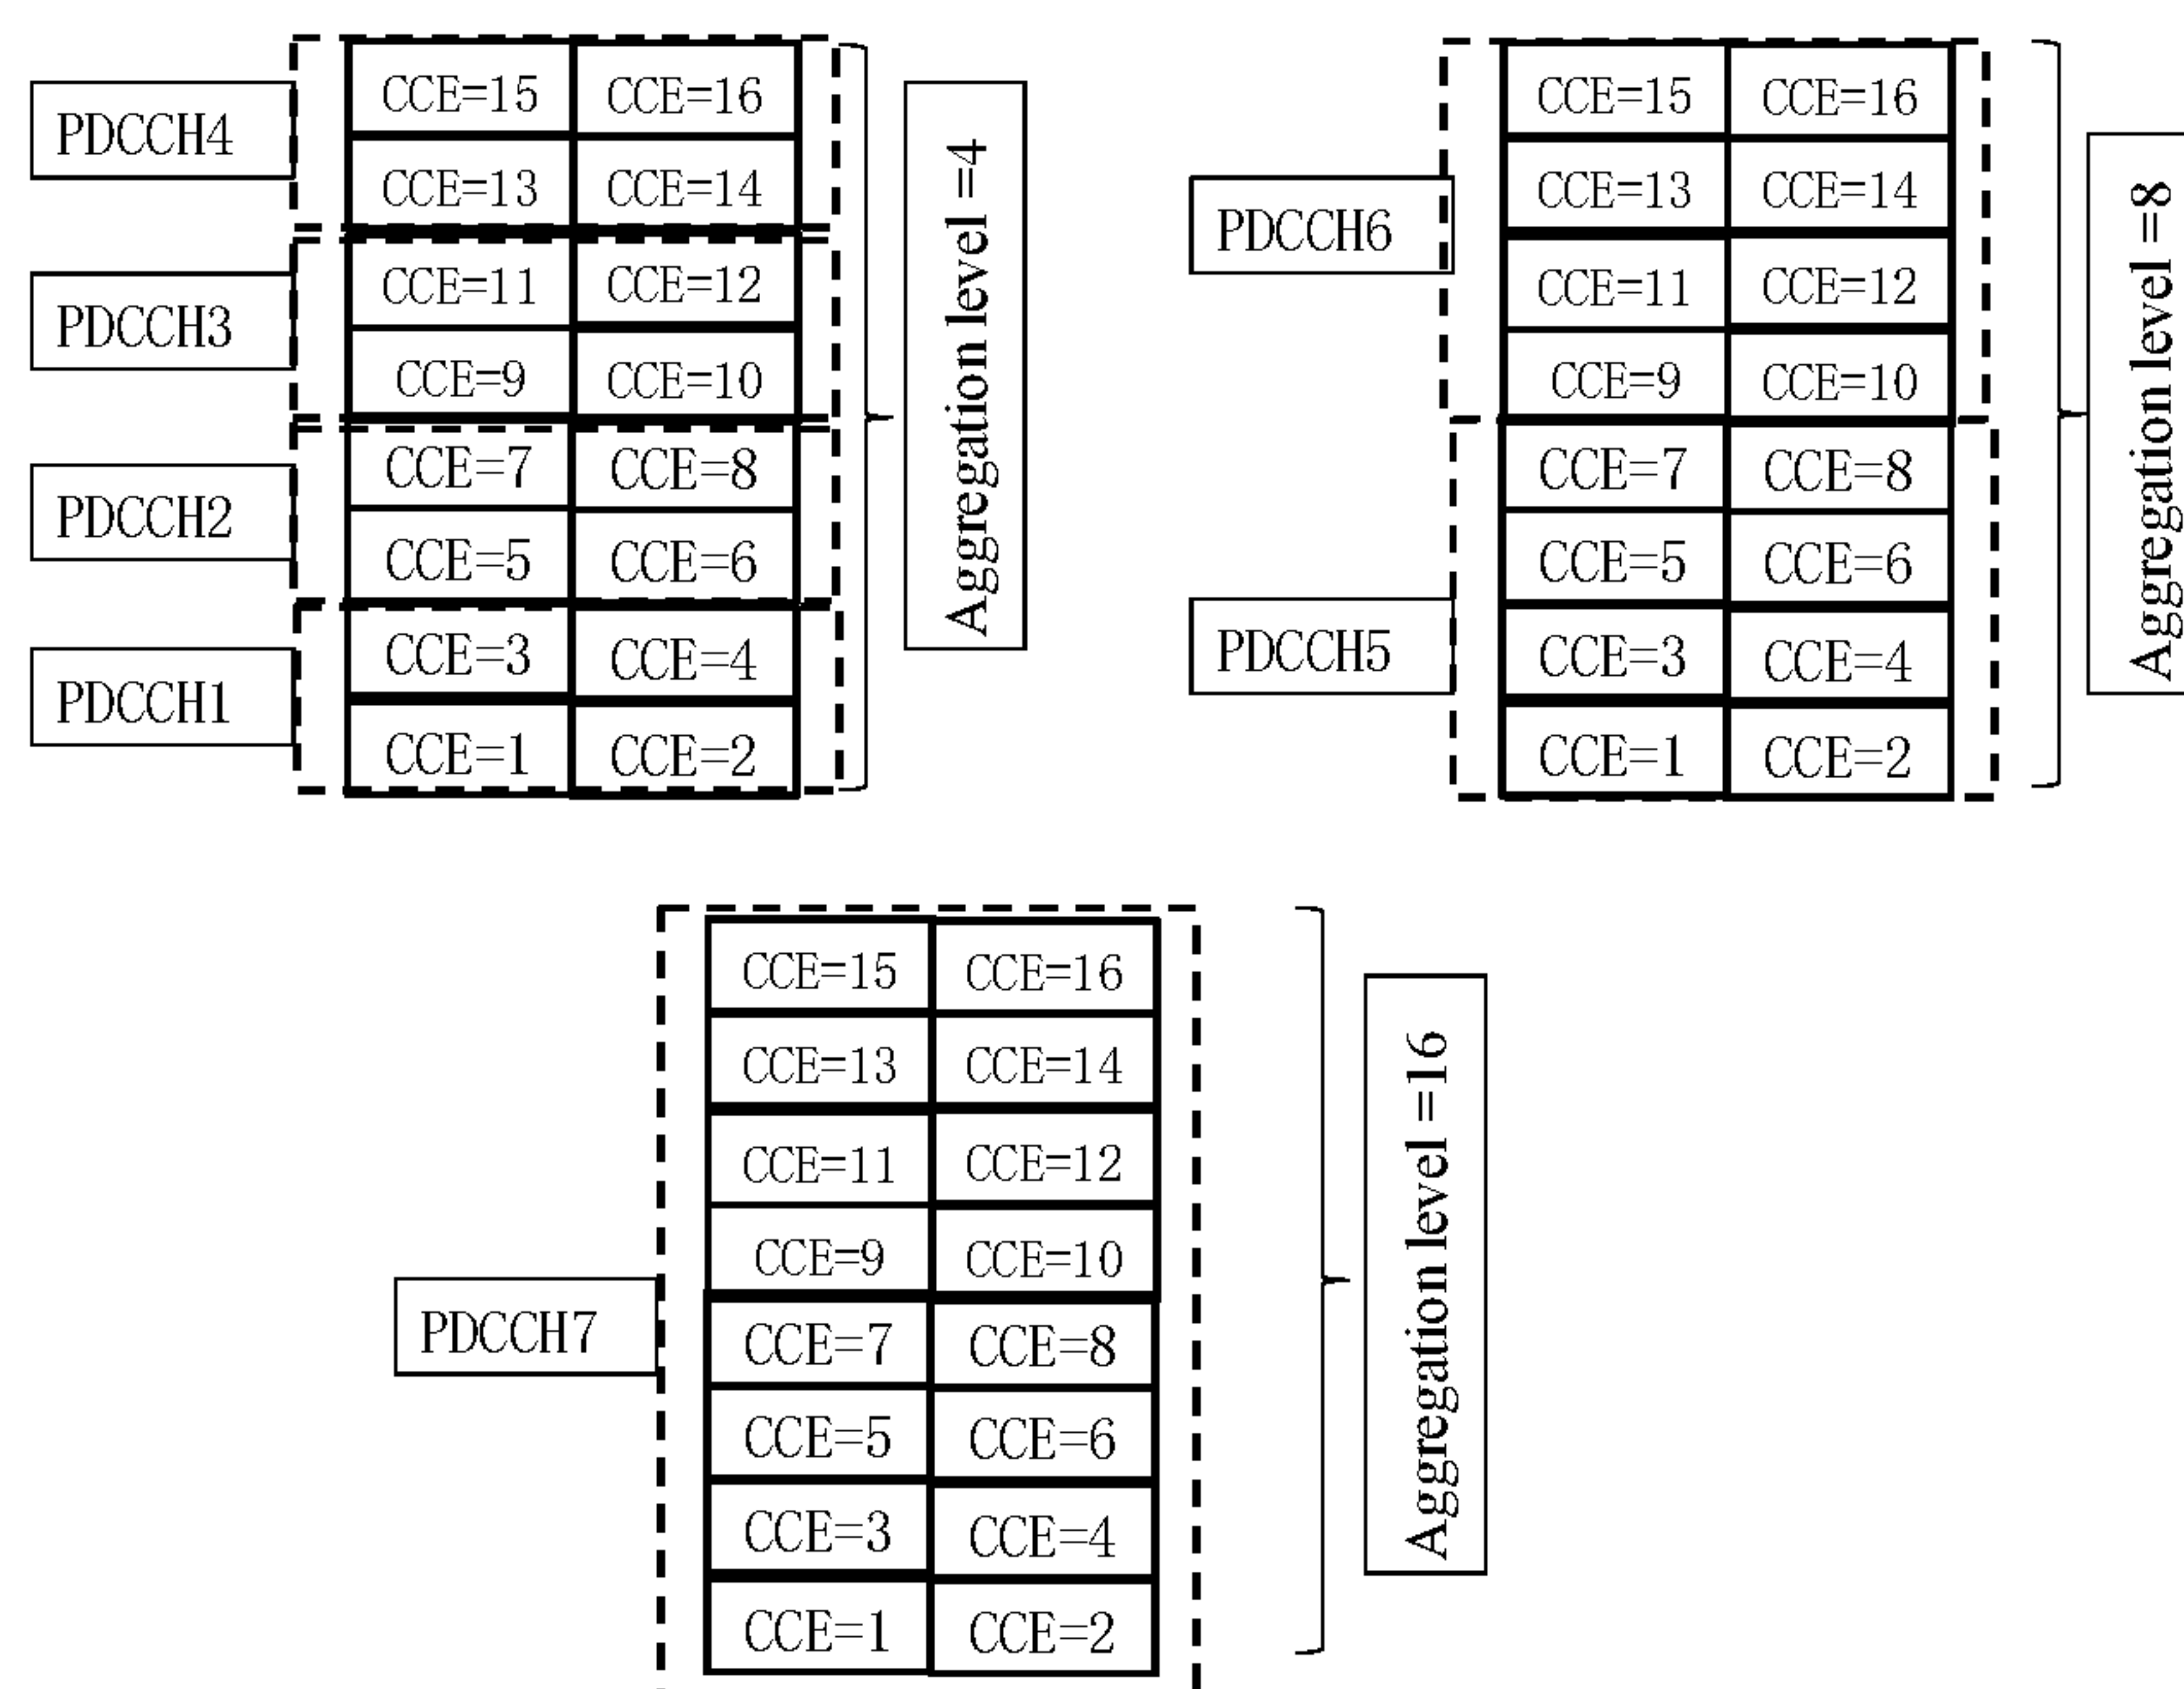 PDCCH4
PDCCH3
PDCCH2
PDCCH1
CCE=15 CCE=16
CCE=13 CCE=14
CCE=11 CCE=12
CCE=9 CCE=10
CCE=7 CCE=8
CCE=5 CCE=6
CCE=3 CCE=4
CCE=1 CCE=2
Aggregation level =4
PDCCH6
PDCCH5
CCE=15 CCE=16
CCE=13 CCE=14
CCE=11 CCE=12
CCE=9 CCE=10
CCE=7 CCE=8
CCE=5 CCE=6
CCE=3 CCE=4
CCE=1 CCE=2
Aggregation level =8
PDCCH7
CCE=15 CCE=16
CCE=13 CCE=14
CCE=11 CCE=12
CCE=9 CCE=10
CCE=7 CCE=8
CCE=5 CCE=6
CCE=3 CCE=4
CCE=1 CCE=2
Aggregation level =16